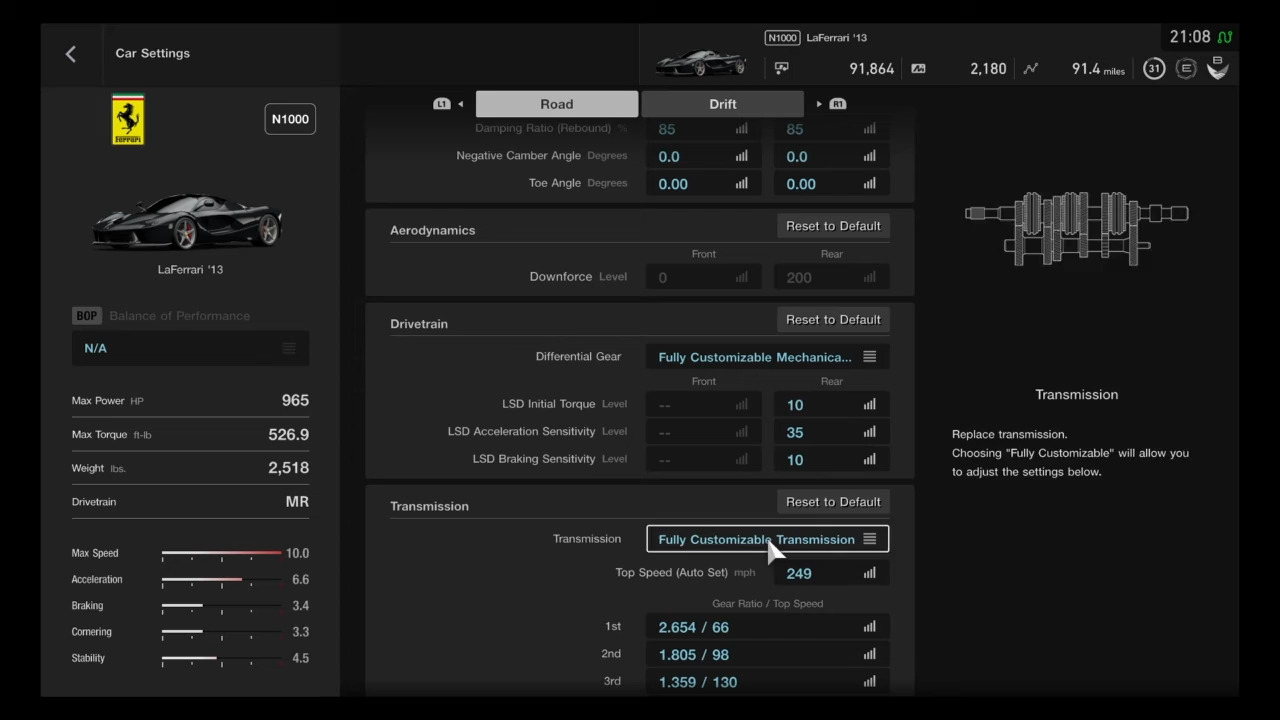 Car Settings
N1000 LaFerrari '13
21:08
91,864 2,180 91.4 miles 31 E B
L1 Road Drift R1
Ferrari
N1000
LaFerrari '13
BOP Balance of Performance
N/A
Max Power HP 965
Max Torque ft-lb 526.9
Weight lbs. 2,518
Drivetrain MR
Max Speed 10.0
Acceleration 6.6
Braking 3.4
Cornering 3.3
Stability 4.5
Damping Ratio (Rebound) % 85 85
Negative Camber Angle Degrees 0.0 0.0
Toe Angle Degrees 0.00 0.00
Aerodynamics Reset to Default
Front Rear
Downforce Level 0 200
Drivetrain Reset to Default
Differential Gear Fully Customizable Mechanica...
Front Rear
LSD Initial Torque Level -- 10
LSD Acceleration Sensitivity Level -- 35
LSD Braking Sensitivity Level -- 10
Transmission Reset to Default
Transmission Fully Customizable Transmission
Top Speed (Auto Set) mph 249
Gear Ratio / Top Speed
1st 2.654 / 66
2nd 1.805 / 98
3rd 1.359 / 130
Transmission
Replace transmission.
Choosing "Fully Customizable" will allow you
to adjust the settings below.